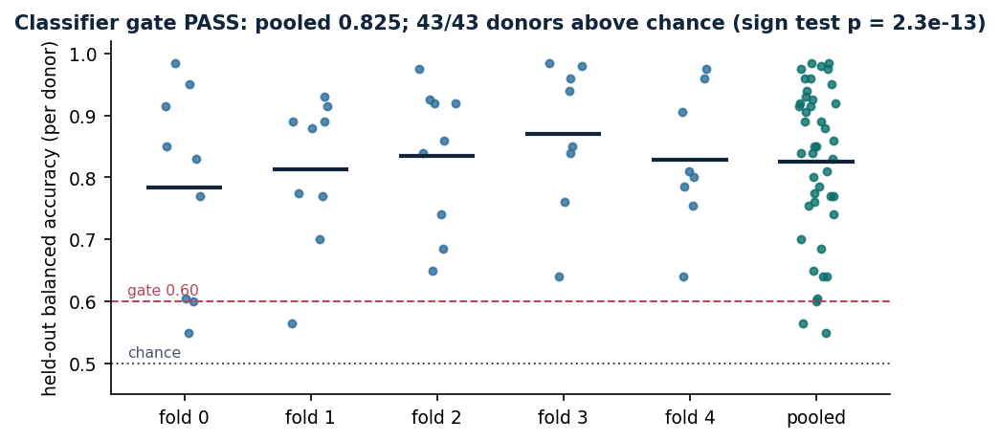 Classifier gate PASS: pooled 0.825; 43/43 donors above chance (sign test p = 2.3e-13)
held-out balanced accuracy (per donor)
1.0
0.9
0.8
0.7
0.6
0.5
gate 0.60
chance
fold 0
fold 1
fold 2
fold 3
fold 4
pooled